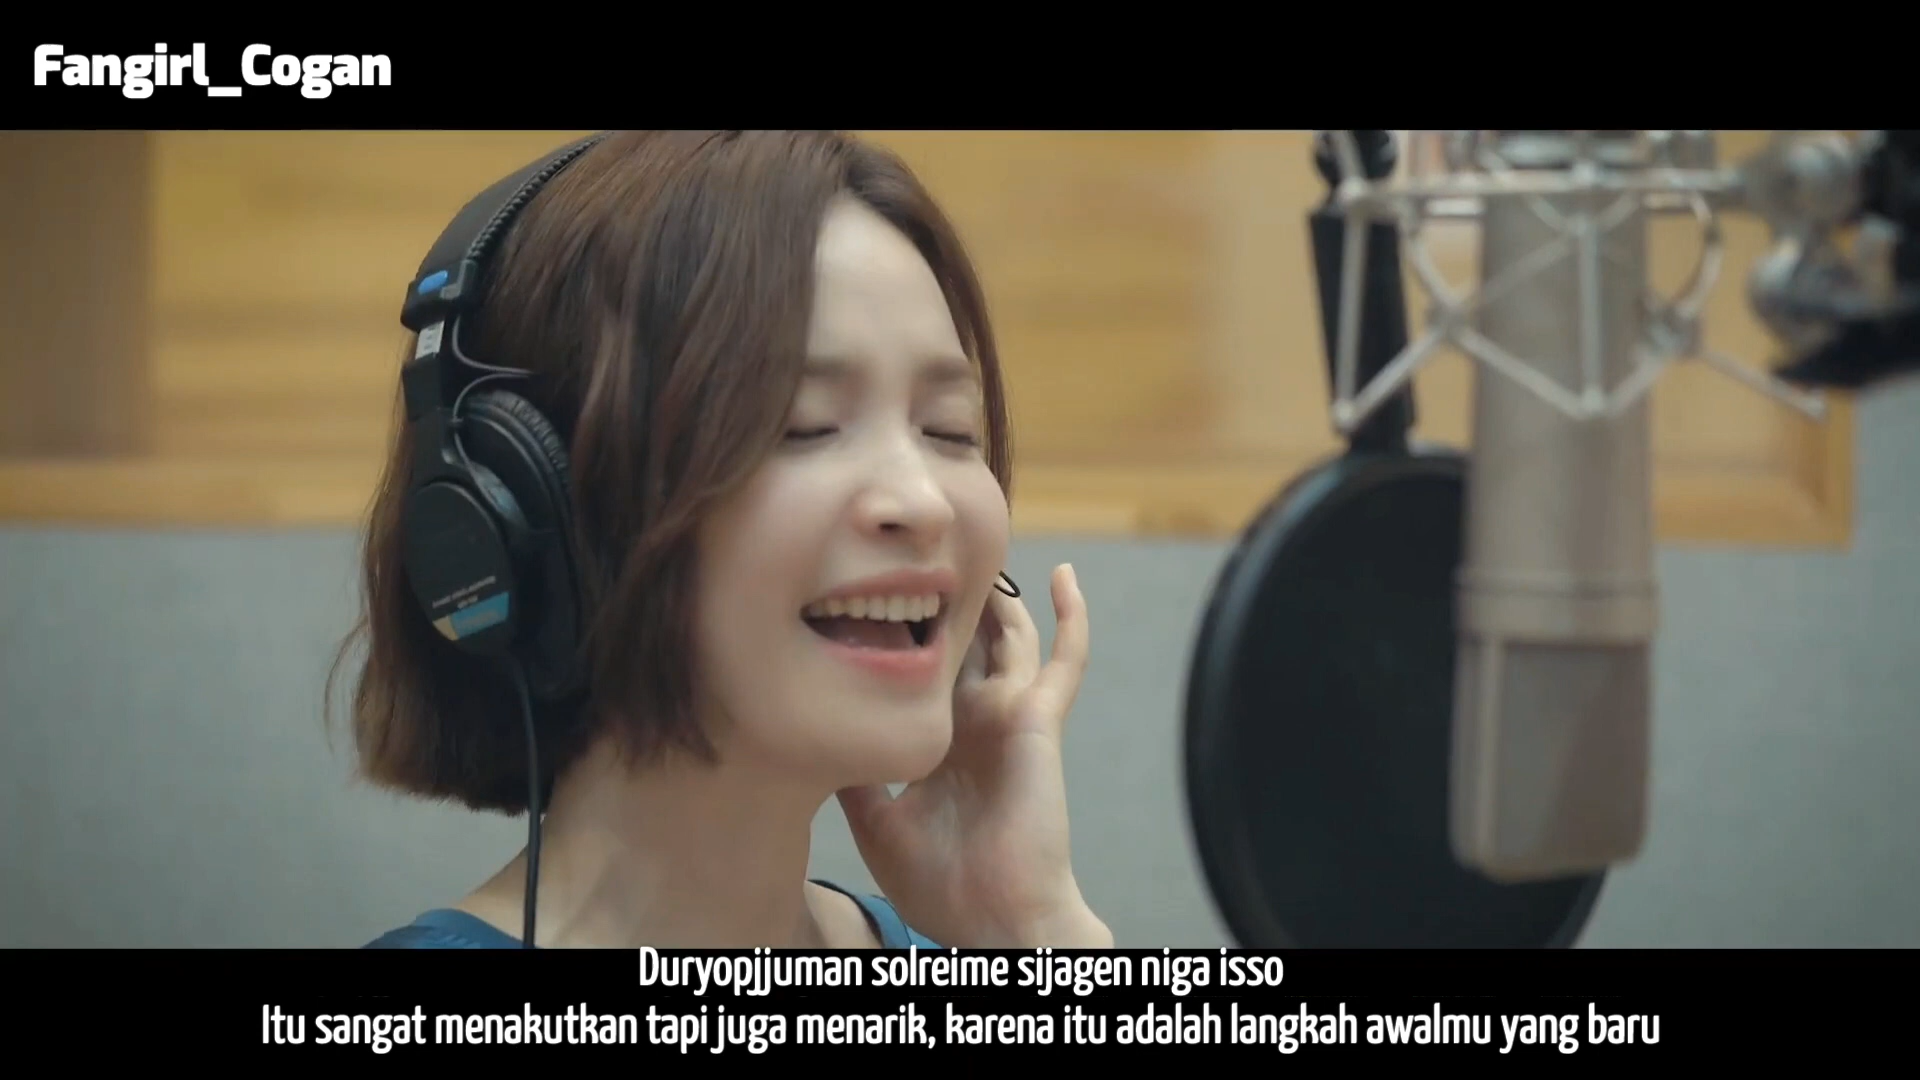 Fangirl_Cogan
Duryopjjuman solreime sijagen niga isso
Itu sangat menakutkan tapi juga menarik, karena itu adalah langkah awalmu yang baru